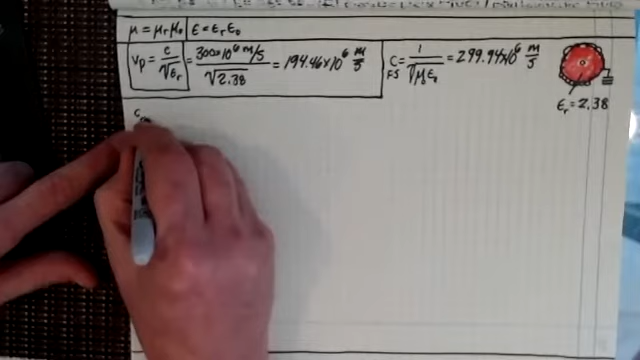 μ = μrμ0 ε = εrε0
vp = c/√εr = 300×10^6 m/s / √2.38 = 194.46×10^6 m/s
c = 1/√μ0ε0 = 299.94×10^6 m/s
FS
εr = 2.38
c